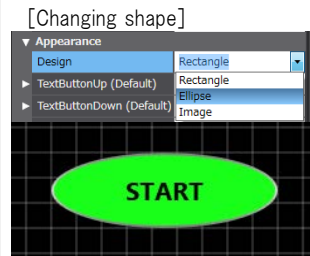 [Changing shape]
Appearance
Design Rectangle
TextButtonUp (Default) Rectangle
Ellipse
TextButtonDown (Default) Image
START